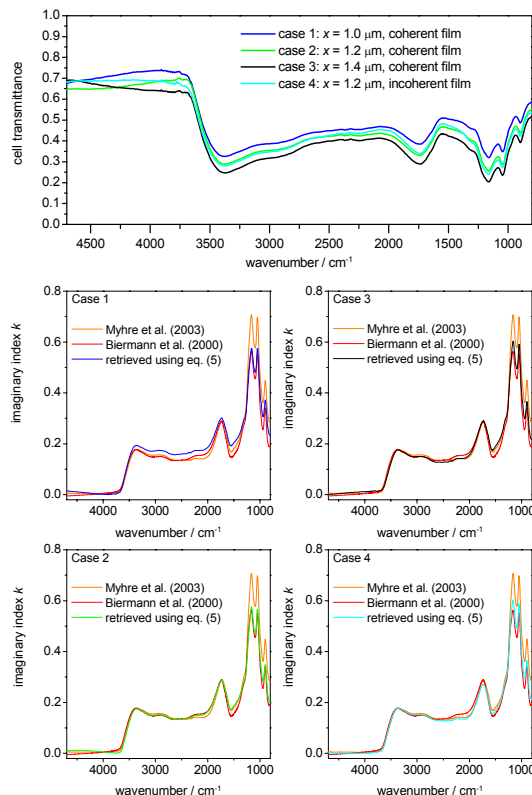 case 1: x = 1.0 μm, coherent film
case 2: x = 1.2 μm, coherent film
case 3: x = 1.4 μm, coherent film
case 4: x = 1.2 μm, incoherent film
cell transmittance
1.0
0.9
0.8
0.7
0.6
0.5
0.4
0.3
0.2
0.1
0.0
4500 4000 3500 3000 2500 2000 1500 1000
wavenumber / cm⁻¹
Case 1
Myhre et al. (2003)
Biermann et al. (2000)
retrieved using eq. (5)
imaginary index k
0.8
0.6
0.4
0.2
0.0
4000 3000 2000 1000
wavenumber / cm⁻¹
Case 3
Myhre et al. (2003)
Biermann et al. (2000)
retrieved using eq. (5)
imaginary index k
0.8
0.6
0.4
0.2
0.0
4000 3000 2000 1000
wavenumber / cm⁻¹
Case 2
Myhre et al. (2003)
Biermann et al. (2000)
retrieved using eq. (5)
imaginary index k
0.8
0.6
0.4
0.2
0.0
4000 3000 2000 1000
wavenumber / cm⁻¹
Case 4
Myhre et al. (2003)
Biermann et al. (2000)
retrieved using eq. (5)
imaginary index k
0.8
0.6
0.4
0.2
0.0
4000 3000 2000 1000
wavenumber / cm⁻¹